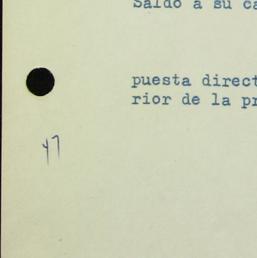 Saldo a su ca
puesta direct
rior de la pr
47